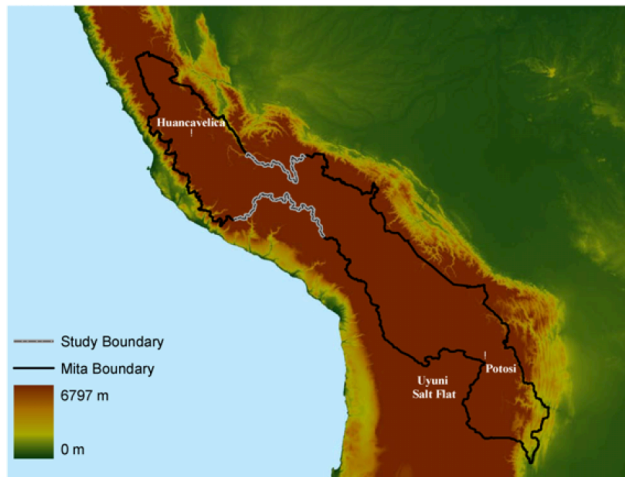 Huancavelica
Study Boundary
Mita Boundary
6797 m
0 m
Uyuni
Salt Flat
Potosi